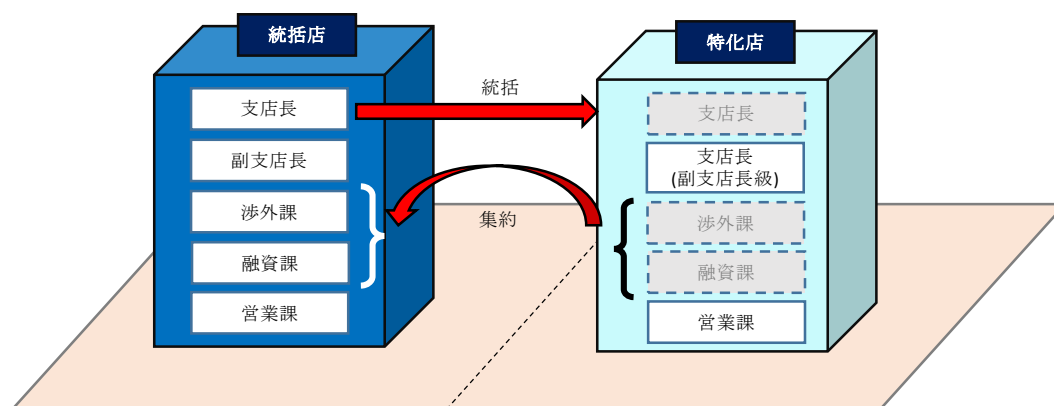 統括店
支店長
副支店長
渉外課
融資課
営業課
統括
集約
特化店
支店長
支店長
(副支店長級)
渉外課
融資課
営業課